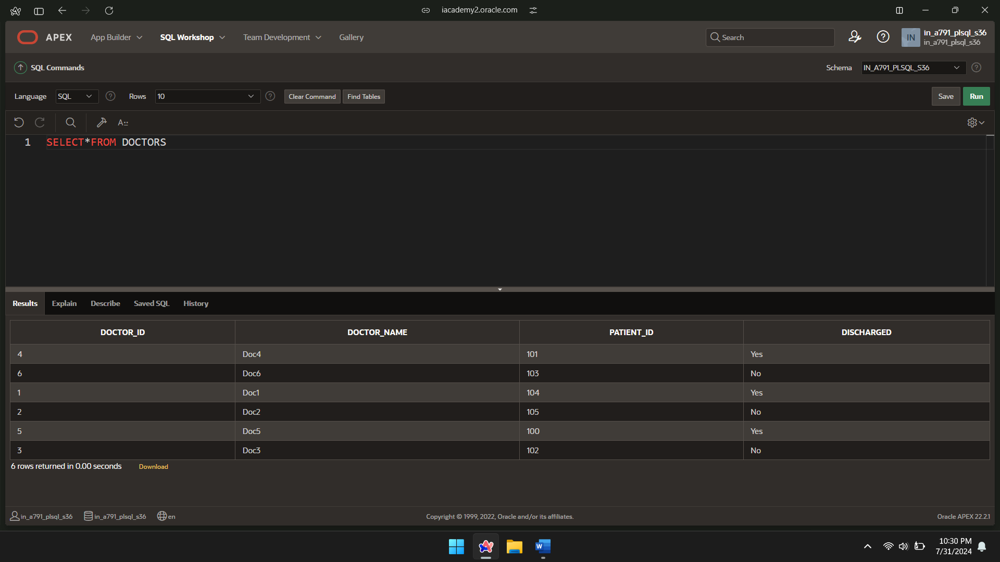 iacademy2.oracle.com
APEX App Builder SQL Workshop Team Development Gallery Search IN in_a791_plsql_s36
in_a791_plsql_s36
SQL Commands Schema IN_A791_PLSQL_S36
Language SQL Rows 10 Clear Command Find Tables Save Run
A::
1 SELECT*FROM DOCTORS
Results Explain Describe Saved SQL History
DOCTOR_ID DOCTOR_NAME PATIENT_ID DISCHARGED
4 Doc4 101 Yes
6 Doc6 103 No
1 Doc1 104 Yes
2 Doc2 105 No
5 Doc5 100 Yes
3 Doc3 102 No
6 rows returned in 0.00 seconds Download
in_a791_plsql_s36 in_a791_plsql_s36 en Copyright © 1999, 2022, Oracle and/or its affiliates. Oracle APEX 22.2.1
W 10:30 PM
7/31/2024